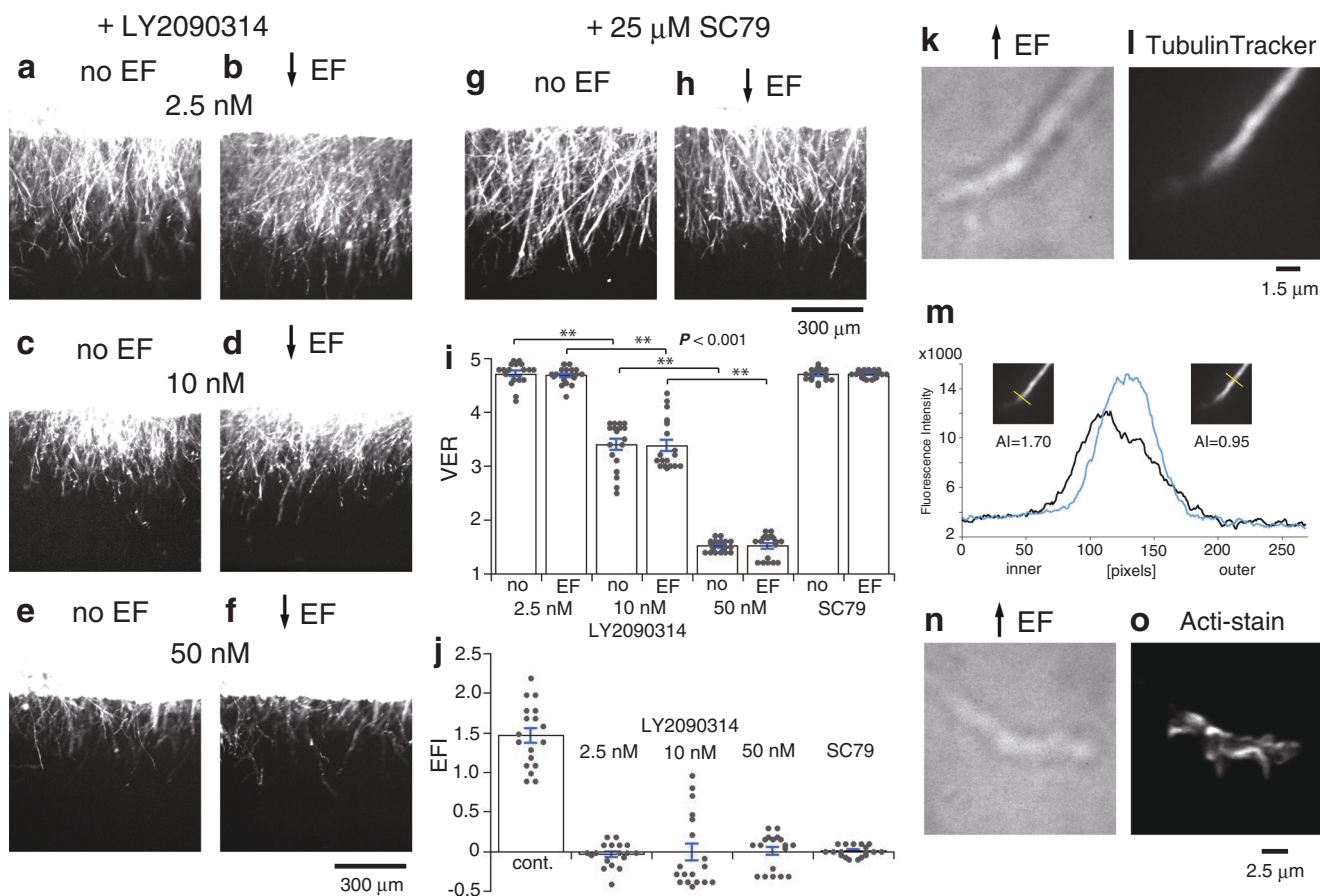 + LY2090314
a no EF b ↓ EF
2.5 nM
c no EF d ↓ EF
10 nM
e no EF f ↓ EF
50 nM
300 μm
+ 25 μM SC79
g no EF h ↓ EF
300 μm
i
** ** P < 0.001
** **
VER
5
4
3
2
1
no EF no EF no EF no EF
2.5 nM 10 nM 50 nM SC79
LY2090314
j
EFI
2.5
2.0
1.5
1.0
0.5
0
-0.5
LY2090314
2.5 nM 10 nM 50 nM SC79
cont.
k ↑ EF l TubulinTracker
1.5 μm
m
x1000
Fluorescence Intensity
14
10
6
2
AI=1.70 AI=0.95
0 50 100 150 200 250
inner [pixels] outer
n ↑ EF o Acti-stain
2.5 μm